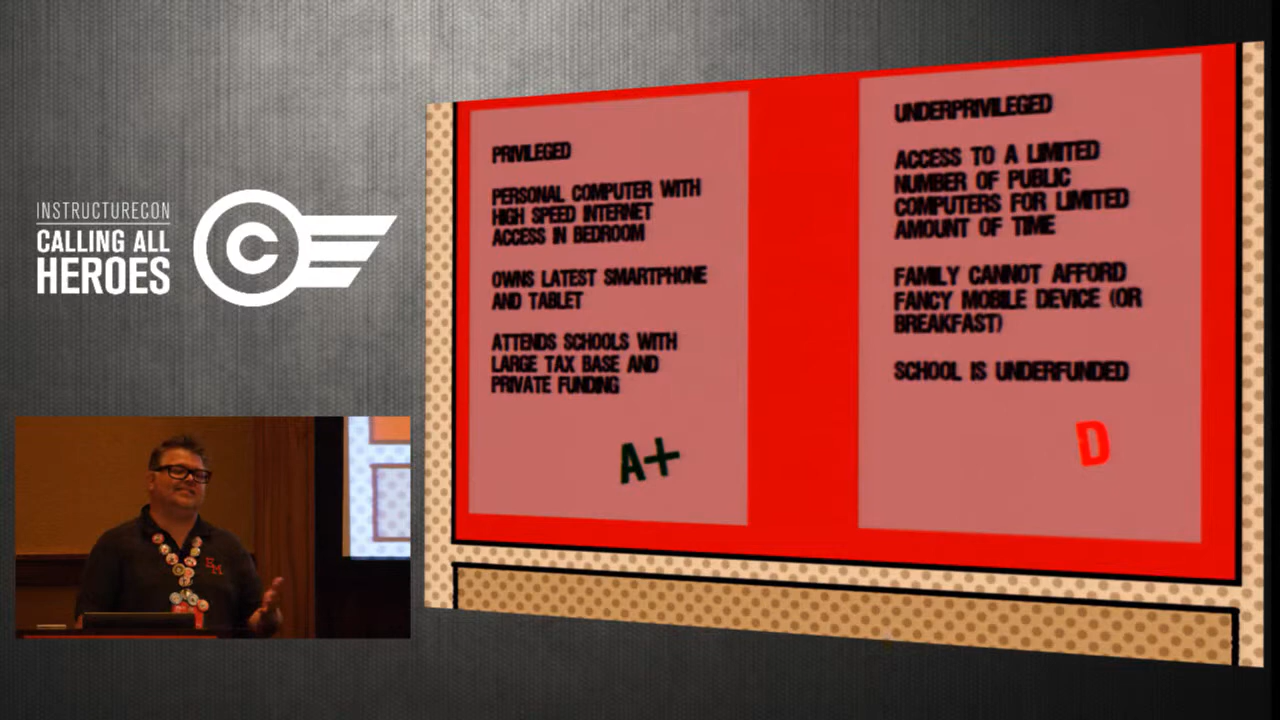 INSTRUCTURECON
CALLING ALL
HEROES
C
PRIVILEGED
PERSONAL COMPUTER WITH
HIGH SPEED INTERNET
ACCESS IN BEDROOM
OWNS LATEST SMARTPHONE
AND TABLET
ATTENDS SCHOOLS WITH
LARGE TAX BASE AND
PRIVATE FUNDING
A+
UNDERPRIVILEGED
ACCESS TO A LIMITED
NUMBER OF PUBLIC
COMPUTERS FOR LIMITED
AMOUNT OF TIME
FAMILY CANNOT AFFORD
FANCY MOBILE DEVICE (OR
BREAKFAST)
SCHOOL IS UNDERFUNDED
D
EM